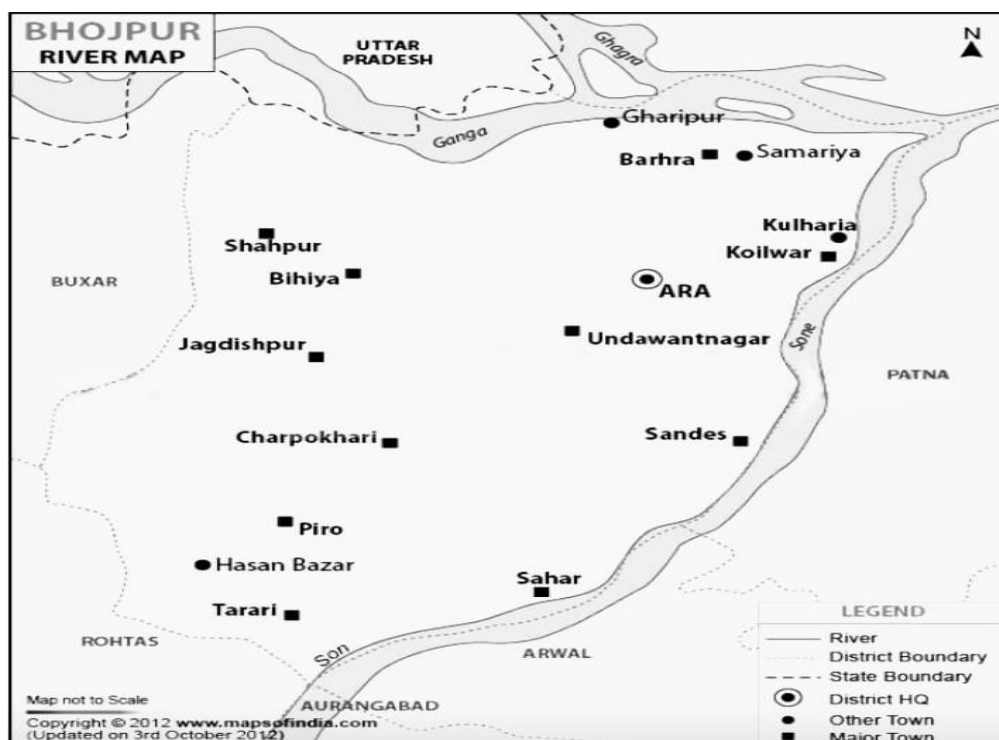 BHOJPUR
RIVER MAP
UTTAR
PRADESH
Ghagra
N
Ganga
Gharipur
Barhra
Samariya
Shahpur
Kulharia
Koilwar
BUXAR
Bihiya
ARA
Jagdishpur
Undawantnagar
Sone
PATNA
Charpokhari
Sandes
Piro
Hasan Bazar
Sahar
Tarari
ROHTAS
Son
ARWAL
AURANGABAD
LEGEND
River
District Boundary
State Boundary
District HQ
Other Town
Major Town
Map not to Scale
Copyright © 2012 www.mapsofindia.com
(Updated on 3rd October 2012)